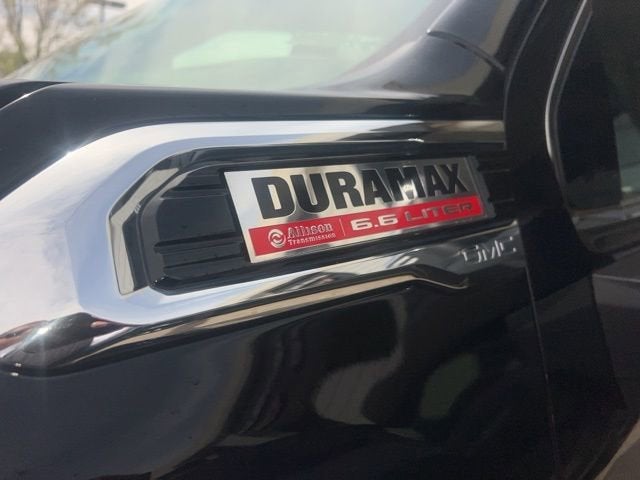 DURAMAX
Allison
Transmission
6.6 LITER
GMC